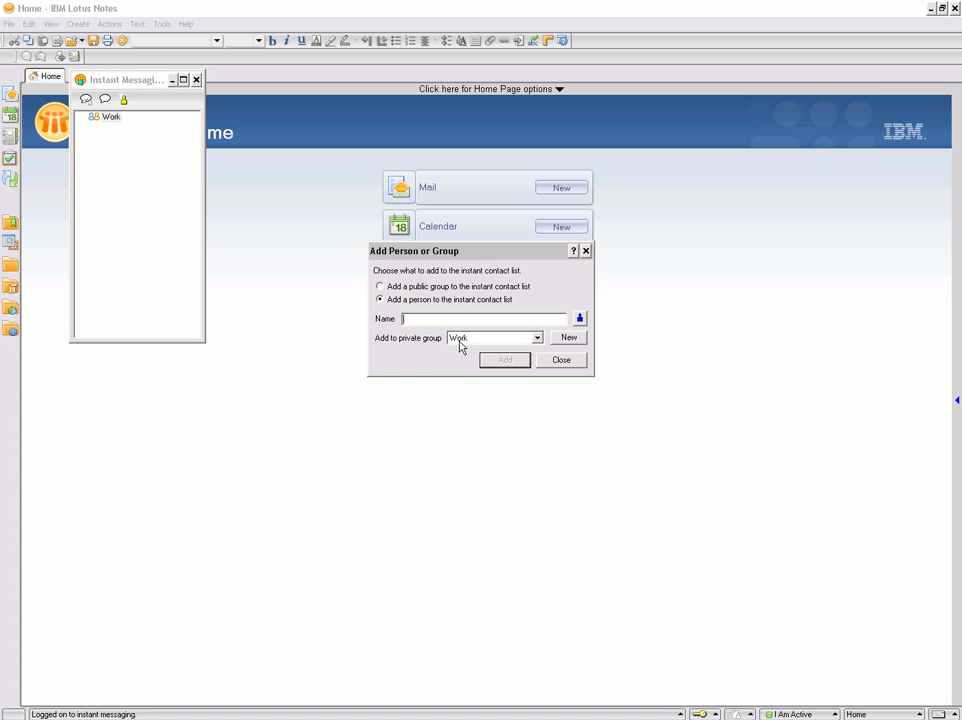 Home - IBM Lotus Notes
File Edit View Create Actions Text Tools Help
b i U A
Home
Instant Messagi...
Click here for Home Page options
me
IBM.
Work
Mail
New
18
Calendar
New
Add Person or Group
?
Choose what to add to the instant contact list.
Add a public group to the instant contact list
Add a person to the instant contact list
Name
Add to private group Work New
Add Close
Logged on to instant messaging.
I Am Active
Home